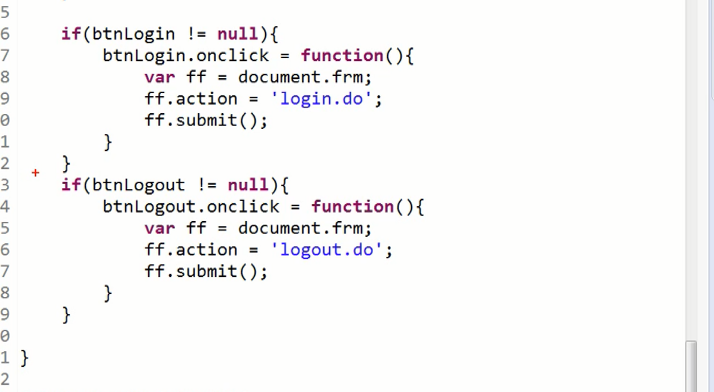 5
6 if(btnLogin != null){
7 btnLogin.onclick = function(){
8 var ff = document.frm;
9 ff.action = 'login.do';
0 ff.submit();
1 }
2 }
3 if(btnLogout != null){
4 btnLogout.onclick = function(){
5 var ff = document.frm;
6 ff.action = 'logout.do';
7 ff.submit();
8 }
9 }
0
1 }
2